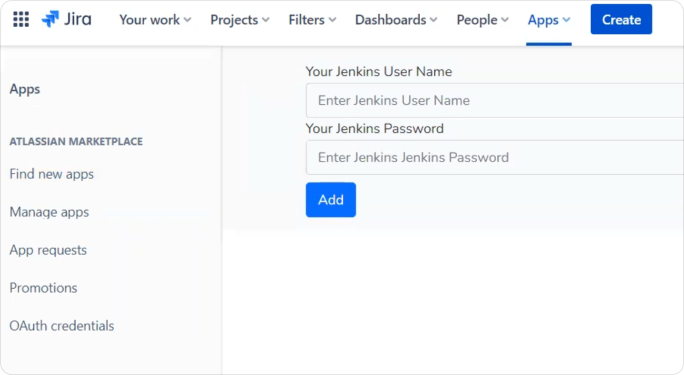 Jira Your work Projects Filters Dashboards People Apps Create
Apps
ATLASSIAN MARKETPLACE
Find new apps
Manage apps
App requests
Promotions
OAuth credentials
Your Jenkins User Name
Enter Jenkins User Name
Your Jenkins Password
Enter Jenkins Jenkins Password
Add